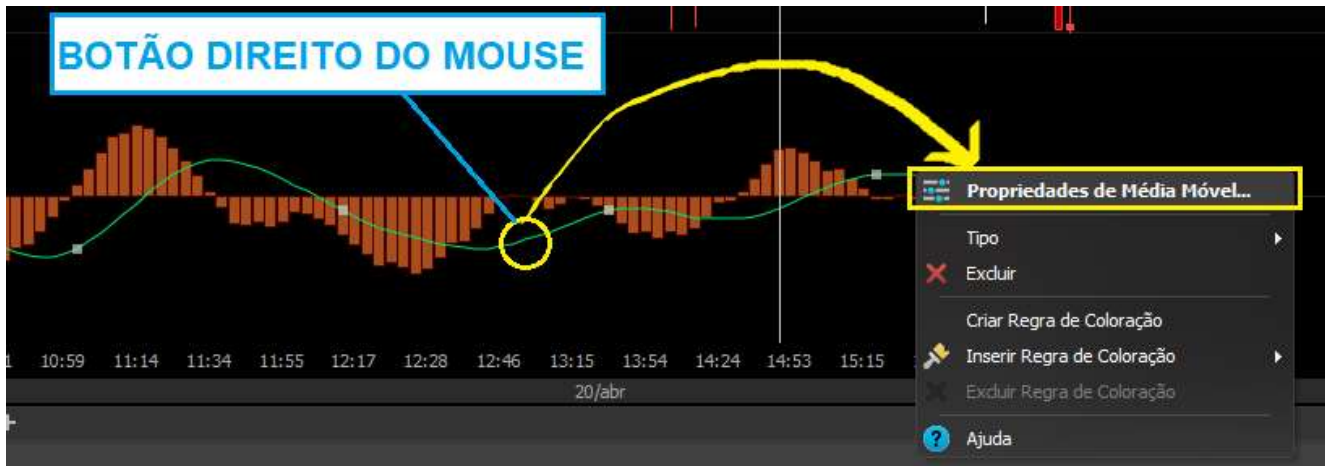 BOTÃO DIREITO DO MOUSE
Propriedades de Média Móvel...
Tipo
Excluir
Criar Regra de Coloração
Inserir Regra de Coloração
Excluir Regra de Coloração
Ajuda
1 10:59 11:14 11:34 11:55 12:17 12:28 12:46 13:15 13:54 14:24 14:53 15:15
20/abr